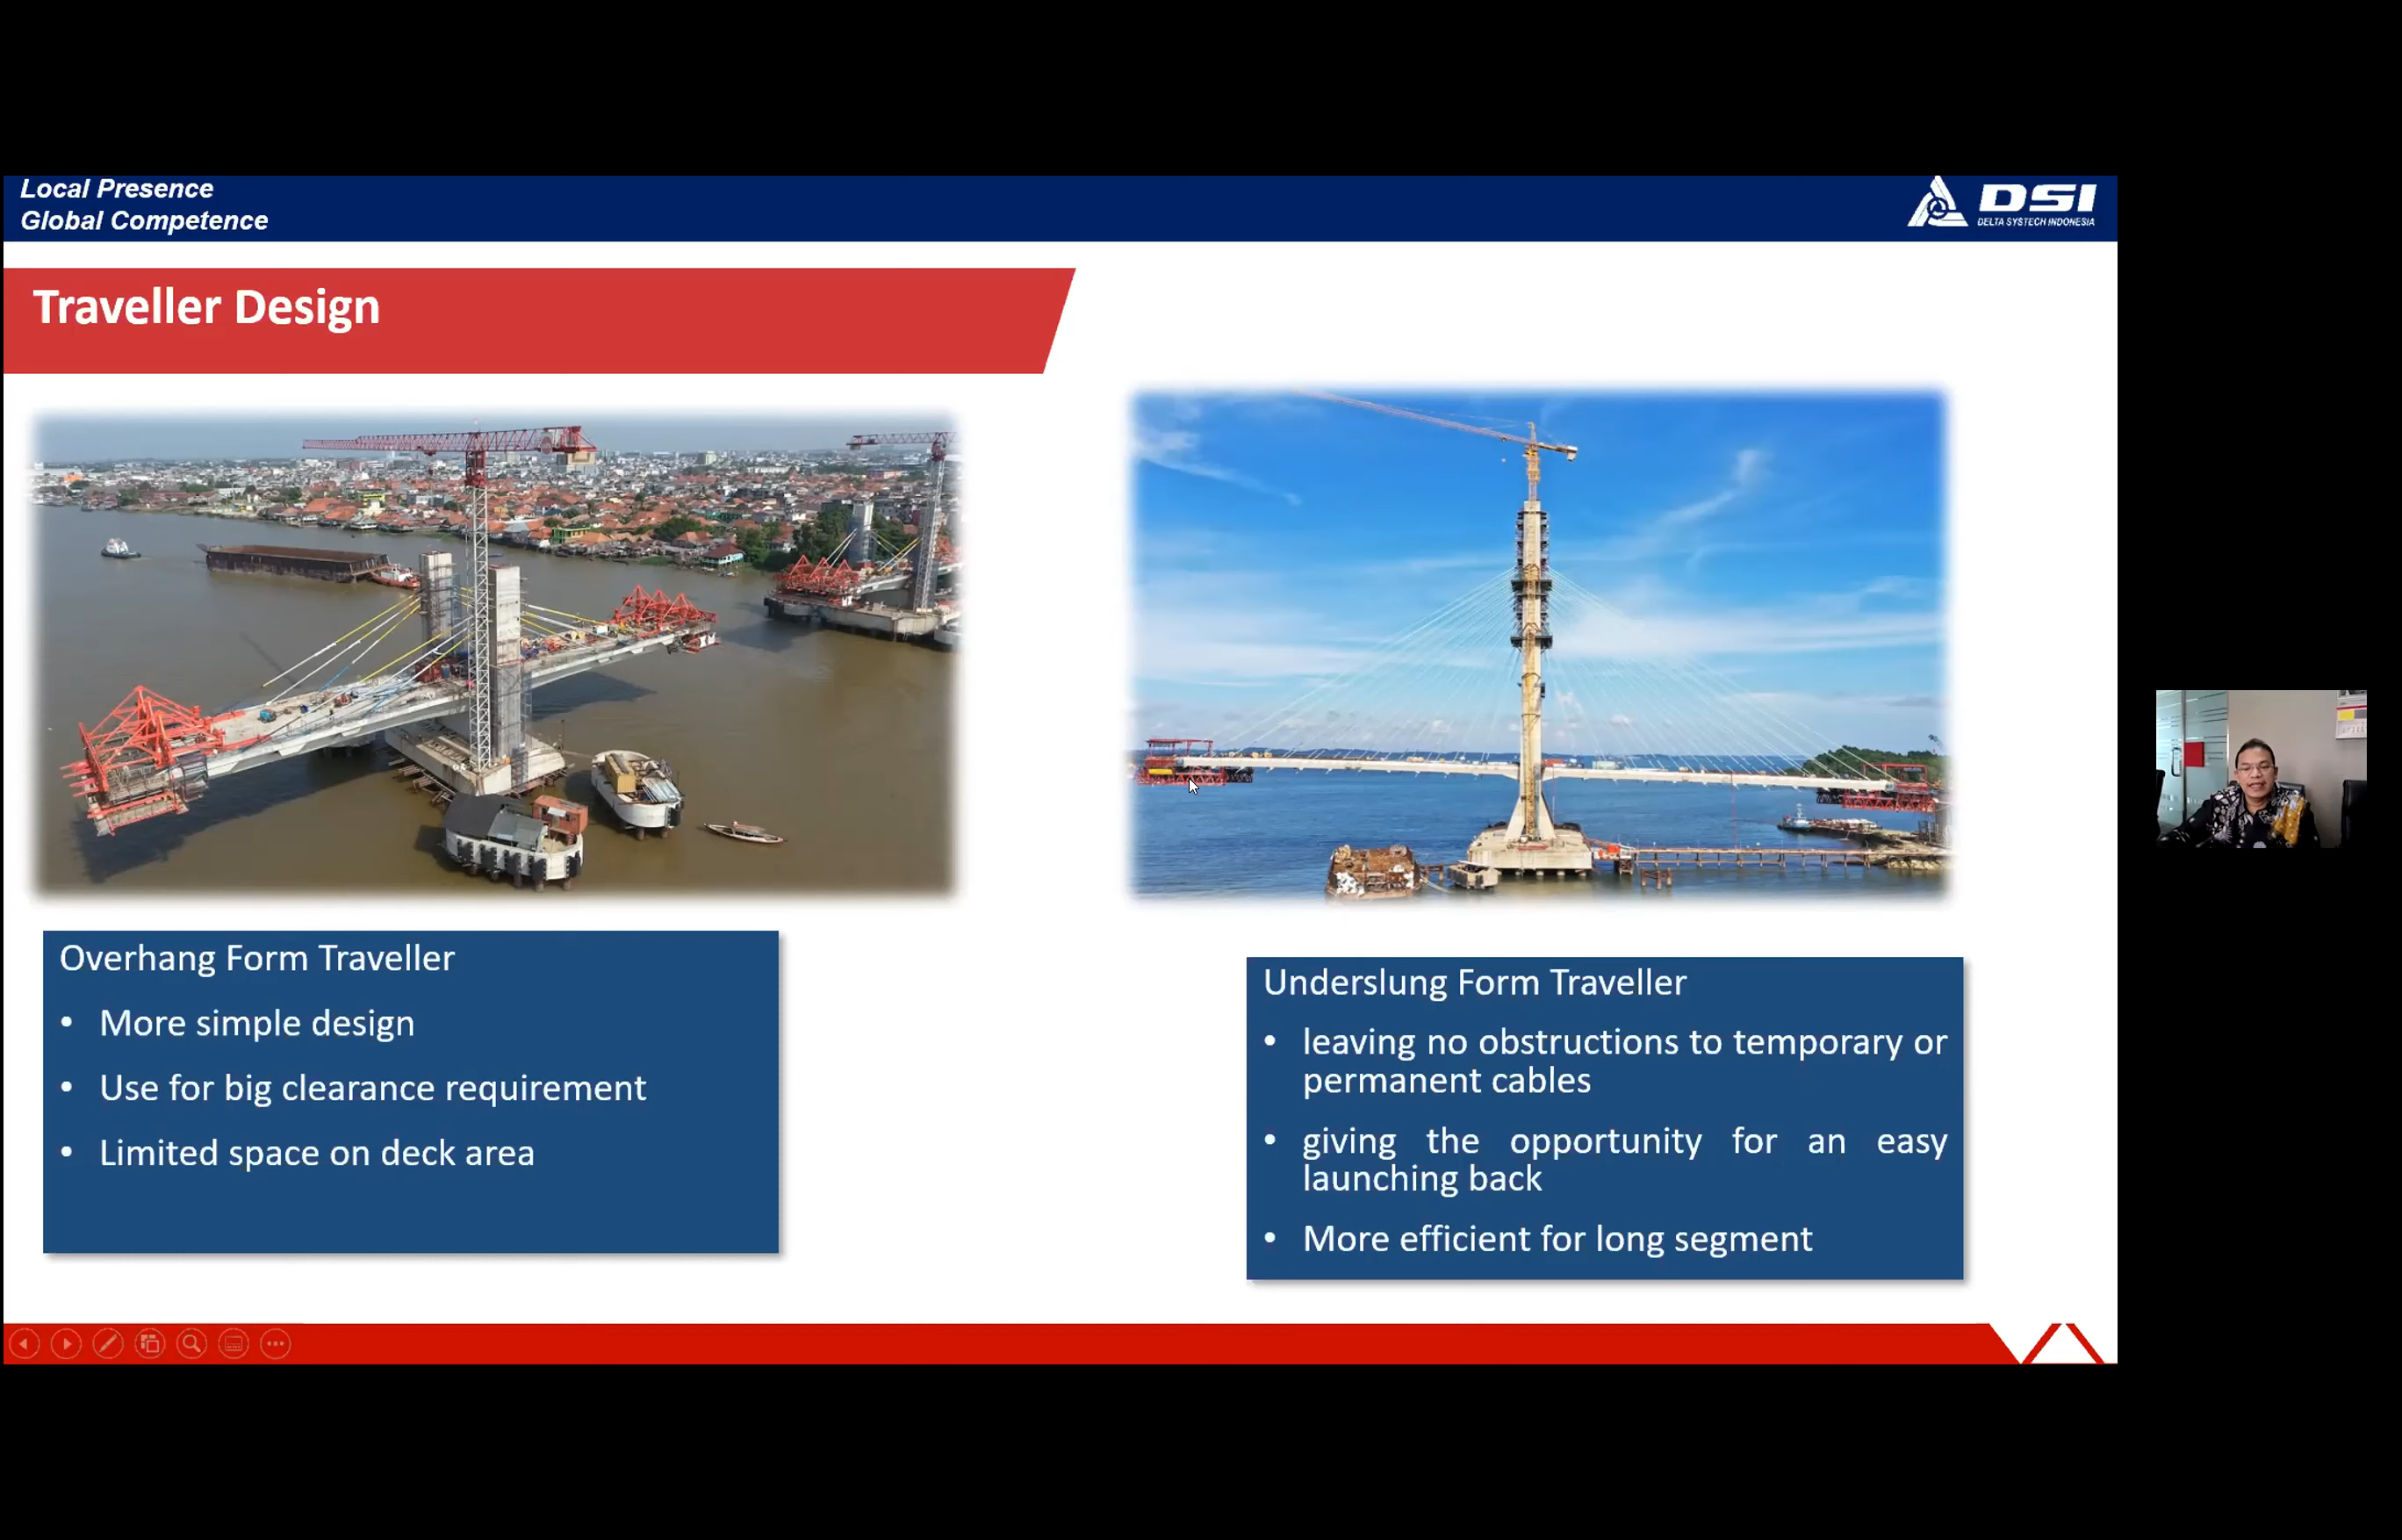 Local Presence
Global Competence
DSI
DELTA SYSTECH INDONESIA
Traveller Design
Overhang Form Traveller
• More simple design
• Use for big clearance requirement
• Limited space on deck area
Underslung Form Traveller
• leaving no obstructions to temporary or
permanent cables
• giving the opportunity for an easy
launching back
• More efficient for long segment